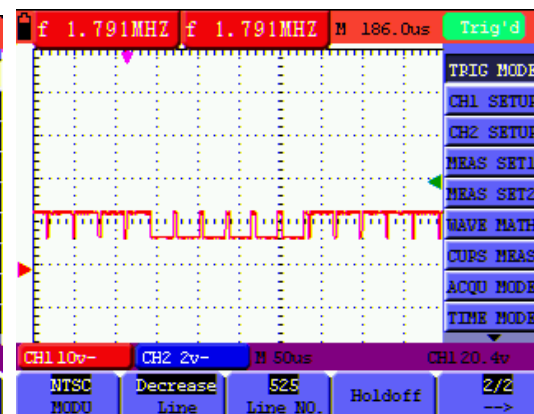 f 1.791MHZ f 1.791MHZ M 186.0us Trig'd
TRIG MODE
CH1 SETUP
CH2 SETUP
MEAS SET1
MEAS SET2
WAVE MATH
CURS MEAS
ACQU MODE
TIME MODE
CH1 10v- CH2 2v- M 50us CH1 20.4v
NTSC Decrease 525 Holdoff 2/2
MODU Line Line NO. -->